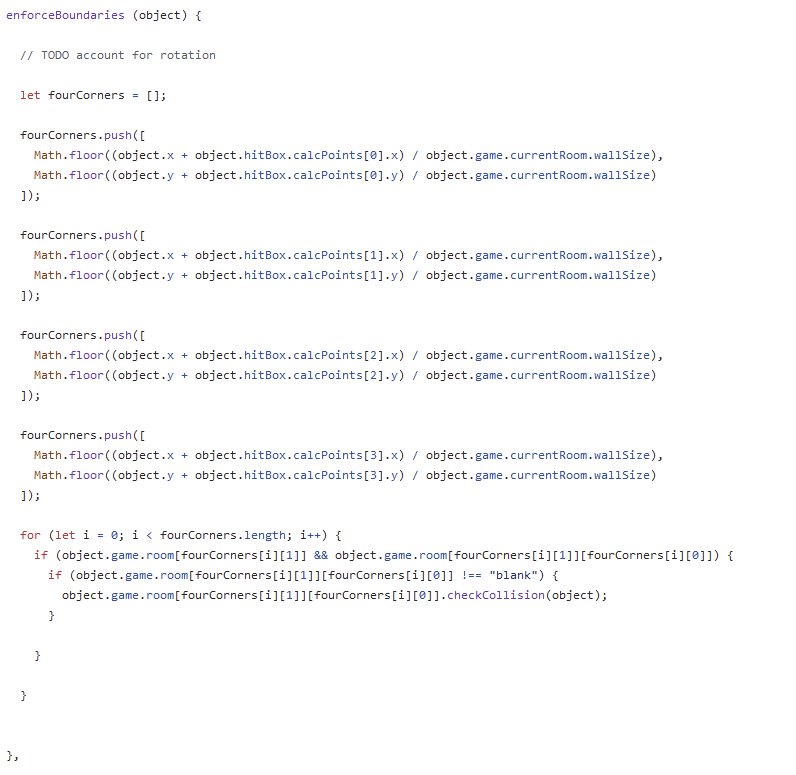 enforceBoundaries (object) {
// TODO account for rotation
let fourCorners = [];
fourCorners.push([
Math.floor((object.x + object.hitBox.calcPoints[0].x) / object.game.currentRoom.wallSize),
Math.floor((object.y + object.hitBox.calcPoints[0].y) / object.game.currentRoom.wallSize)
]);
fourCorners.push([
Math.floor((object.x + object.hitBox.calcPoints[1].x) / object.game.currentRoom.wallSize),
Math.floor((object.y + object.hitBox.calcPoints[1].y) / object.game.currentRoom.wallSize)
]);
fourCorners.push([
Math.floor((object.x + object.hitBox.calcPoints[2].x) / object.game.currentRoom.wallSize),
Math.floor((object.y + object.hitBox.calcPoints[2].y) / object.game.currentRoom.wallSize)
]);
fourCorners.push([
Math.floor((object.x + object.hitBox.calcPoints[3].x) / object.game.currentRoom.wallSize),
Math.floor((object.y + object.hitBox.calcPoints[3].y) / object.game.currentRoom.wallSize)
]);
for (let i = 0; i < fourCorners.length; i++) {
if (object.game.room[fourCorners[i][1]] && object.game.room[fourCorners[i][1]][fourCorners[i][0]]) {
if (object.game.room[fourCorners[i][1]][fourCorners[i][0]] !== "blank") {
object.game.room[fourCorners[i][1]][fourCorners[i][0]].checkCollision(object);
}
}
}
},